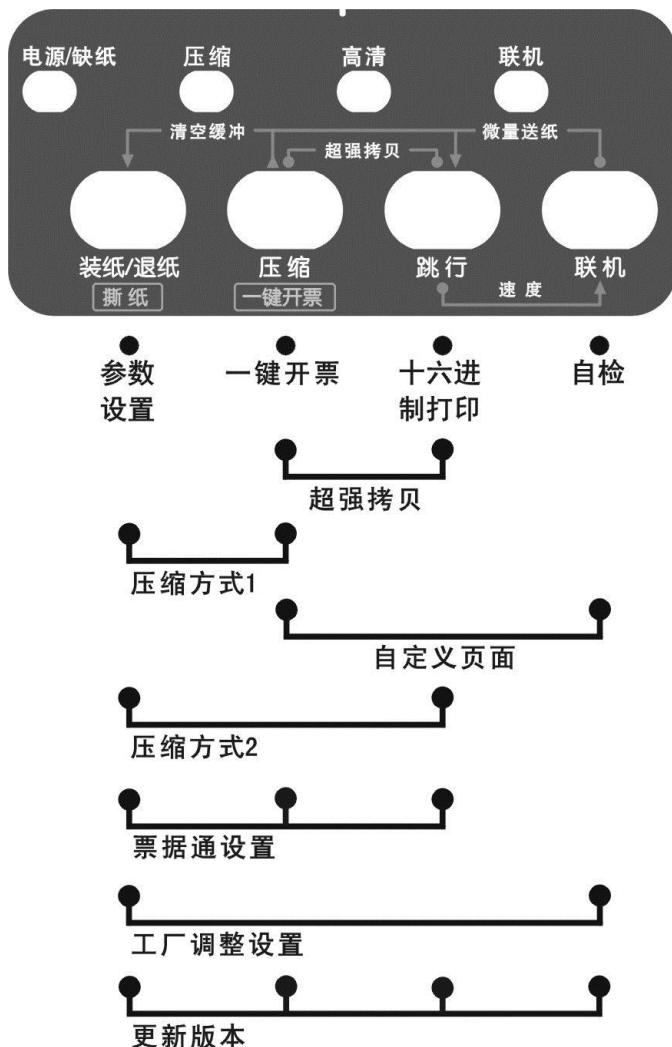 电源/缺纸 压缩 高清 联机
清空缓冲 超强拷贝 微量送纸
装纸/退纸 压缩 跳行 联机
撕纸 一键开票 速度
参数设置 一键开票 十六进制打印 自检
超强拷贝
压缩方式1
自定义页面
压缩方式2
票据通设置
工厂调整设置
更新版本